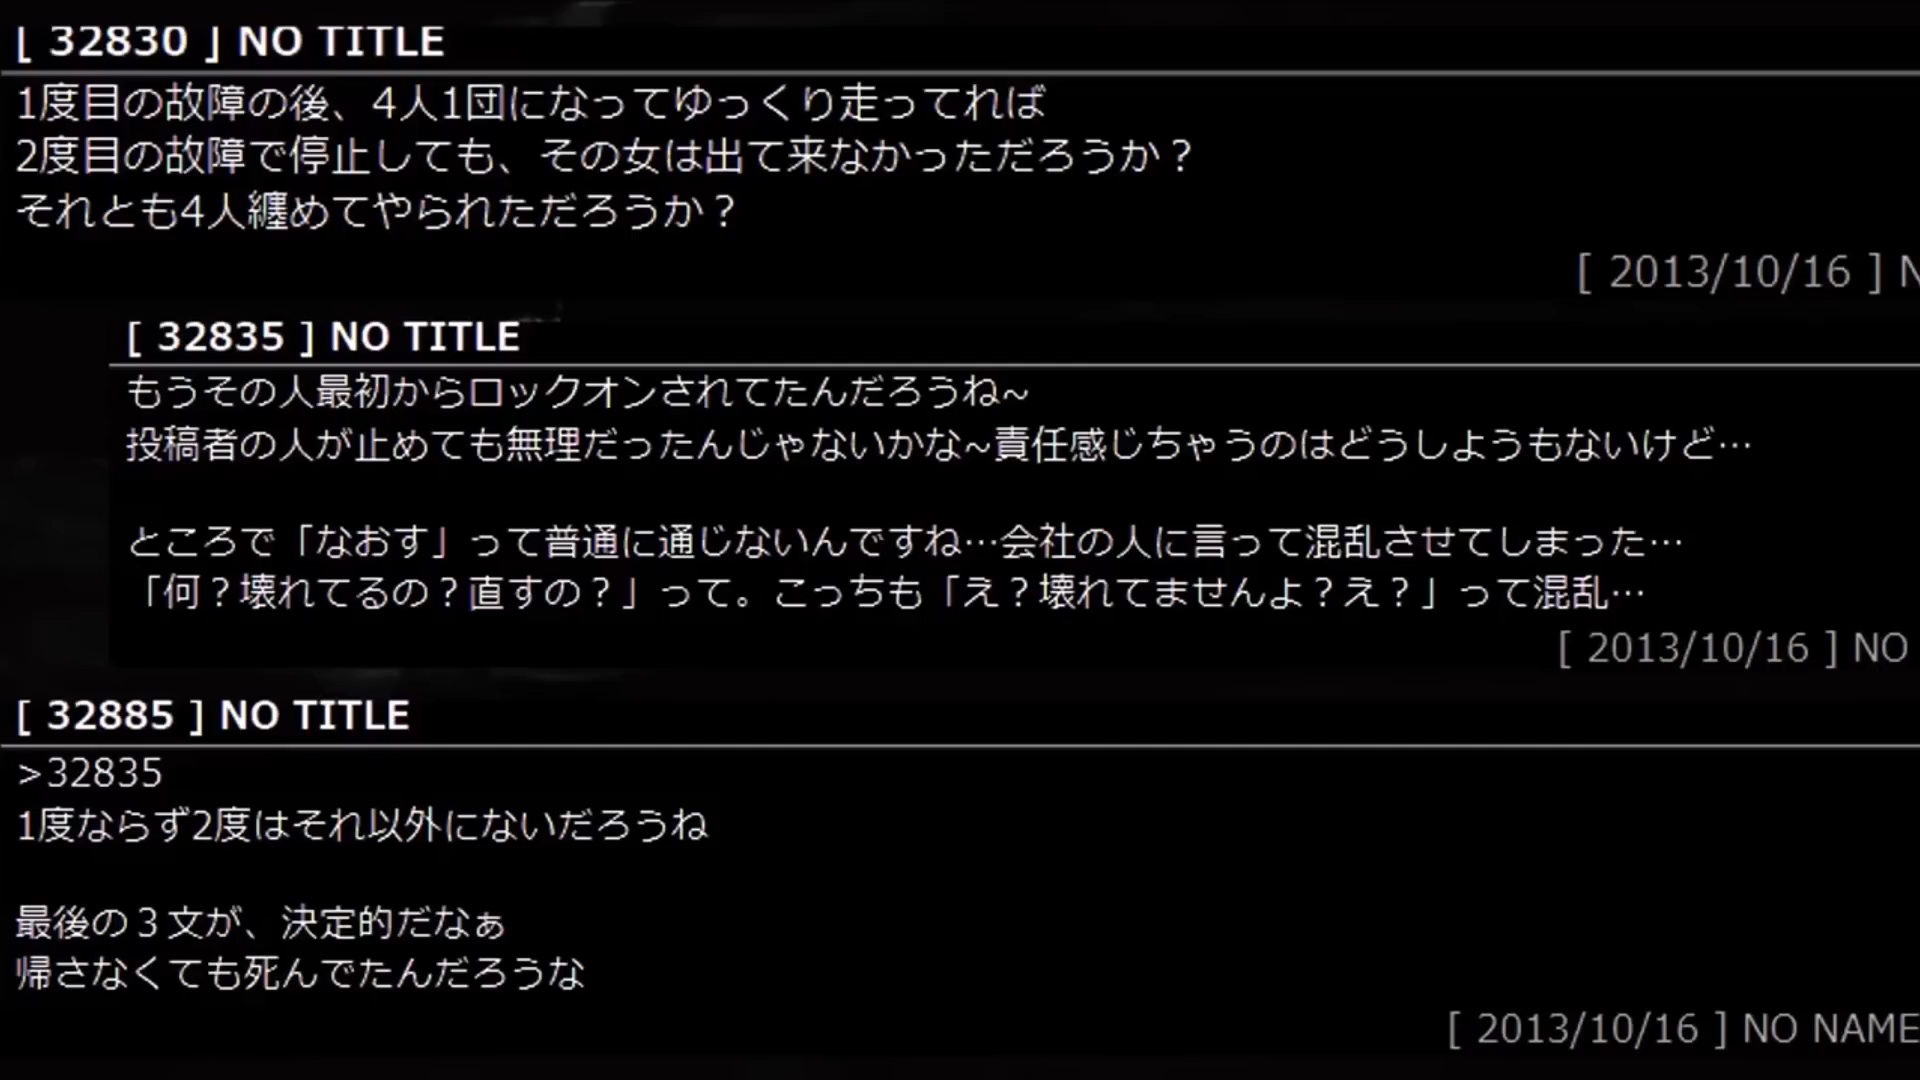 [ 32830 ] NO TITLE
1度目の故障の後、4人1団になってゆっくり走ってれば
2度目の故障で停止しても、その女は出て来なかっただろうか？
それとも4人纏めてやられただろうか？
[ 2013/10/16 ] N
[ 32835 ] NO TITLE
もうその人最初からロックオンされてたんだろうね~
投稿者の人が止めても無理だったんじゃないかな~責任感じちゃうのはどうしようもないけど…
ところで「なおす」って普通に通じないんですね…会社の人に言って混乱させてしまった…
「何？壊れてるの？直すの？」って。こっちも「え？壊れてませんよ？え？」って混乱…
[ 2013/10/16 ] NO
[ 32885 ] NO TITLE
>32835
1度ならず2度はそれ以外にないだろうね
最後の３文が、決定的だなぁ
帰さなくても死んでたんだろうな
[ 2013/10/16 ] NO NAME